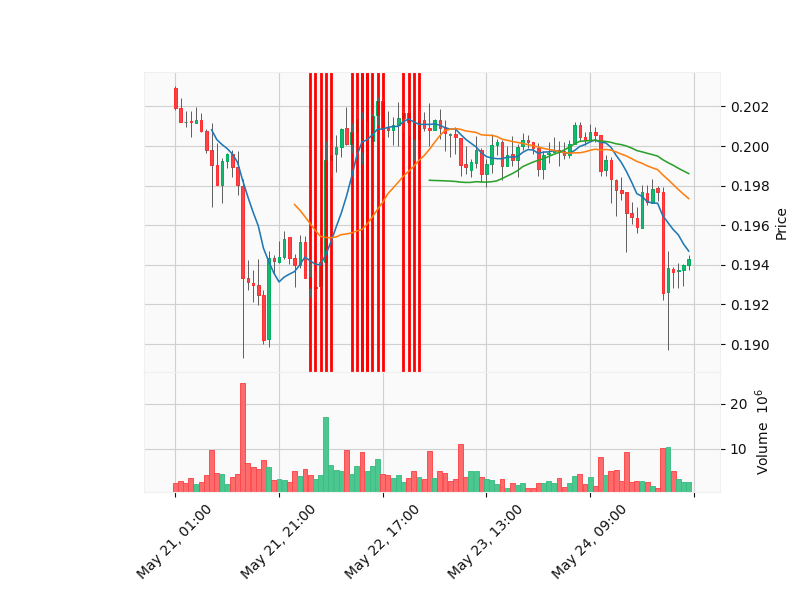 0.202
0.200
0.198
0.196
0.194
0.192
0.190
Price
20
10
Volume 10^6
May 21, 01:00
May 21, 21:00
May 22, 17:00
May 23, 13:00
May 24, 09:00